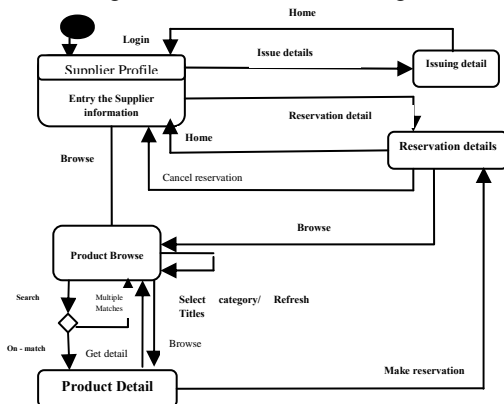 Home
Login
Issue details
Issuing detail
Supplier Profile
Entry the Supplier
information
Reservation detail
Home
Reservation details
Browse
Cancel reservation
Browse
Product Browse
Search
Multiple
Matches
Select category/ Refresh
Titles
Browse
On - match
Get detail
Make reservation
Product Detail